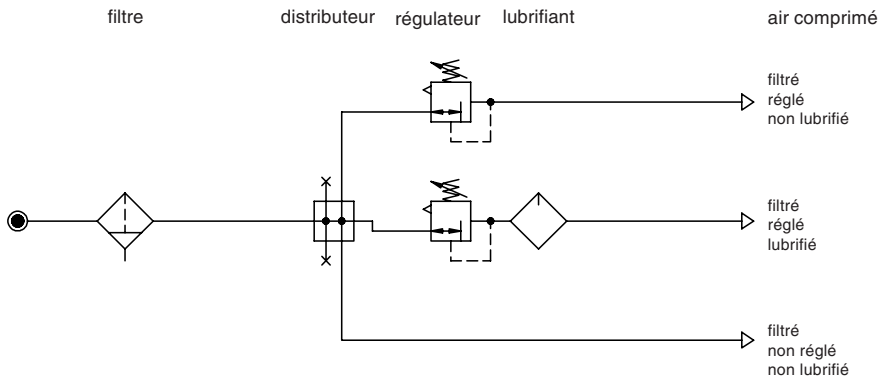 filtre
distributeur
régulateur
lubrifiant
air comprimé
filtré
réglé
non lubrifié
filtré
réglé
lubrifié
filtré
non réglé
non lubrifié